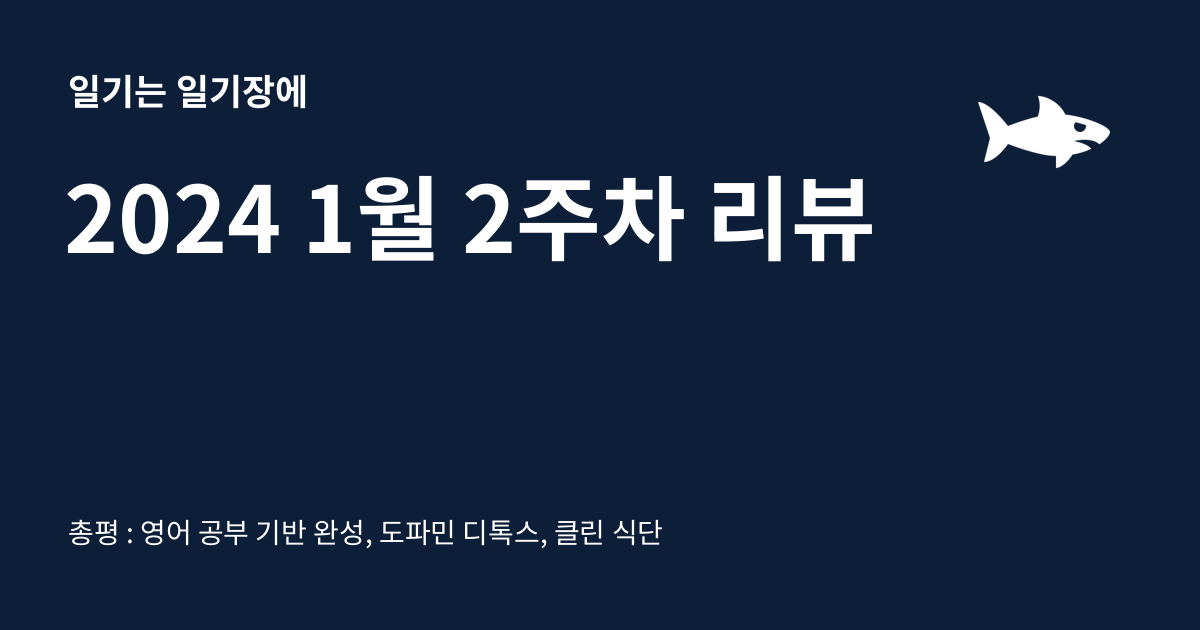 일기는 일기장에
2024 1월 2주차 리뷰
총평 : 영어 공부 기반 완성, 도파민 디톡스, 클린 식단